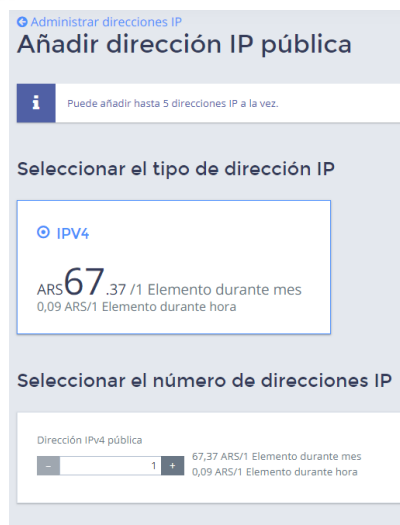 Administrar direcciones IP
Añadir dirección IP pública
i
Puede añadir hasta 5 direcciones IP a la vez.
Seleccionar el tipo de dirección IP
IPV4
ARS67.37 /1 Elemento durante mes
0,09 ARS/1 Elemento durante hora
Seleccionar el número de direcciones IP
Dirección IPv4 pública
- 1 +
67,37 ARS/1 Elemento durante mes
0,09 ARS/1 Elemento durante hora